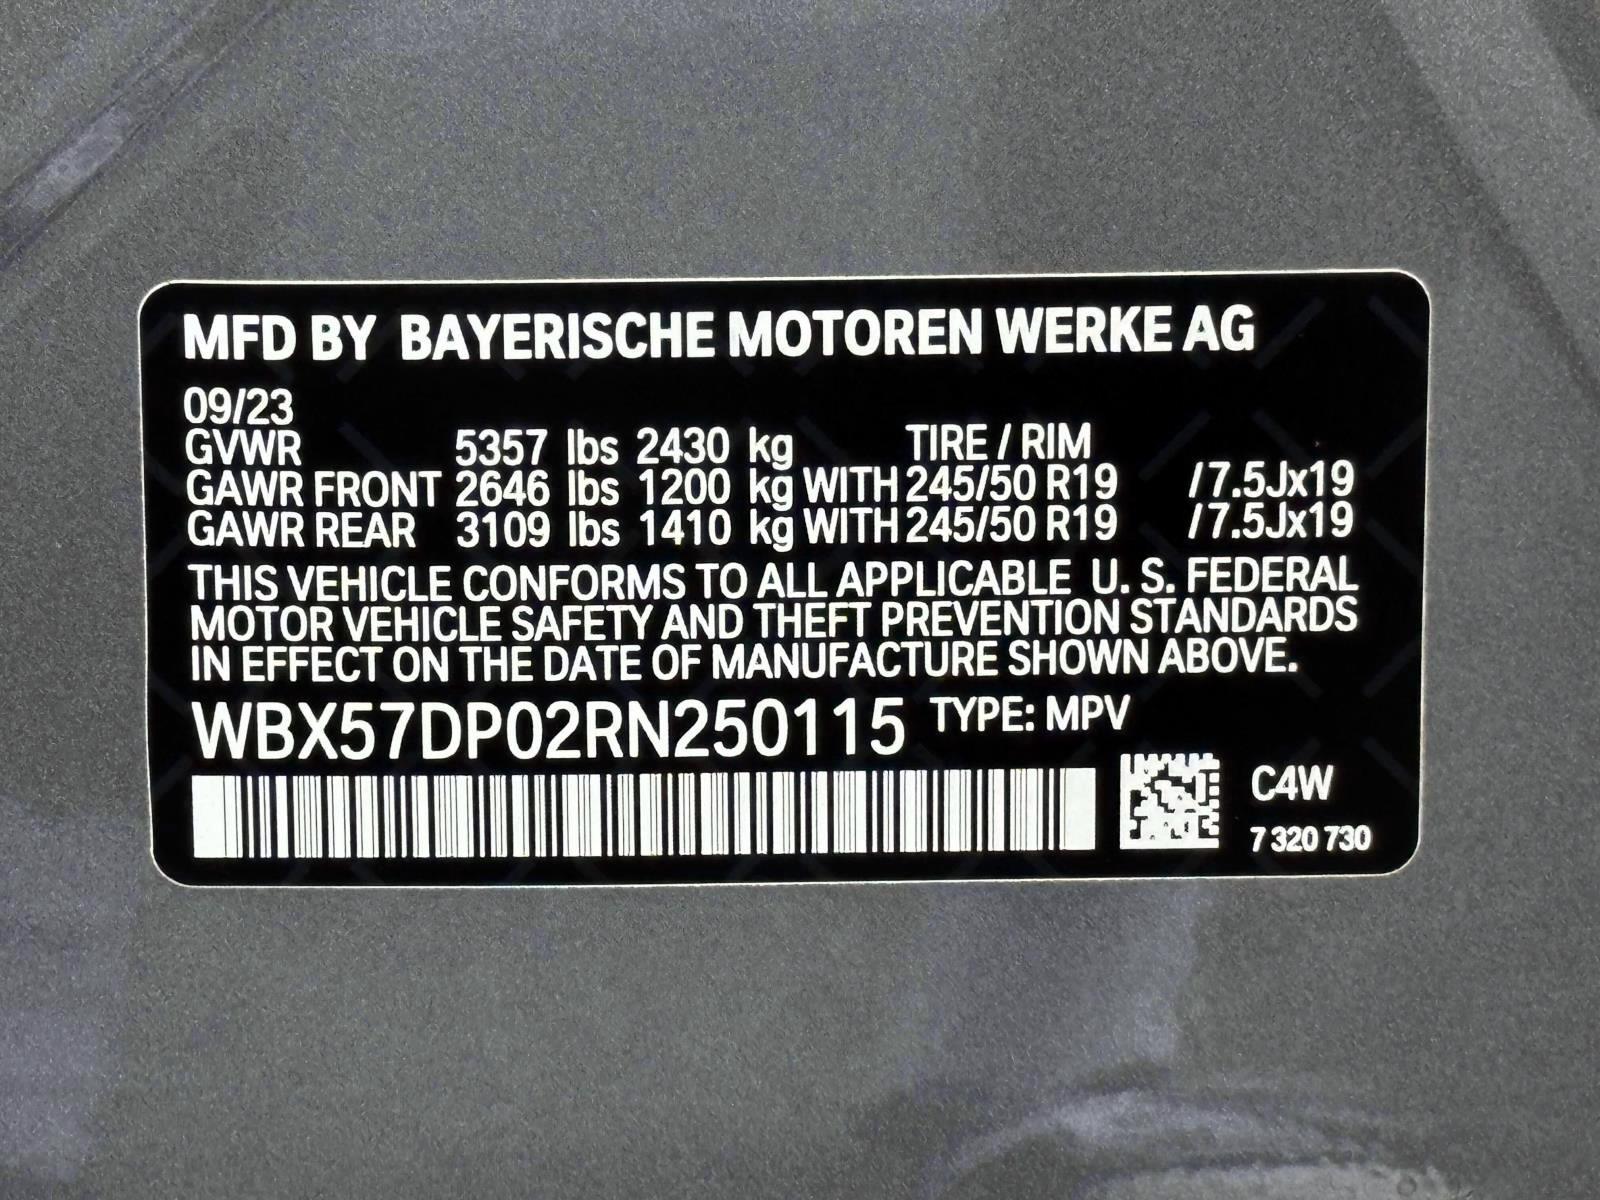 MFD BY BAYERISCHE MOTOREN WERKE AG
09/23
GVWR 5357 lbs 2430 kg TIRE / RIM
GAWR FRONT 2646 lbs 1200 kg WITH 245/50 R19 /7.5Jx19
GAWR REAR 3109 lbs 1410 kg WITH 245/50 R19 /7.5Jx19
THIS VEHICLE CONFORMS TO ALL APPLICABLE U. S. FEDERAL
MOTOR VEHICLE SAFETY AND THEFT PREVENTION STANDARDS
IN EFFECT ON THE DATE OF MANUFACTURE SHOWN ABOVE.
WBX57DP02RN250115 TYPE: MPV
C4W
7 320 730